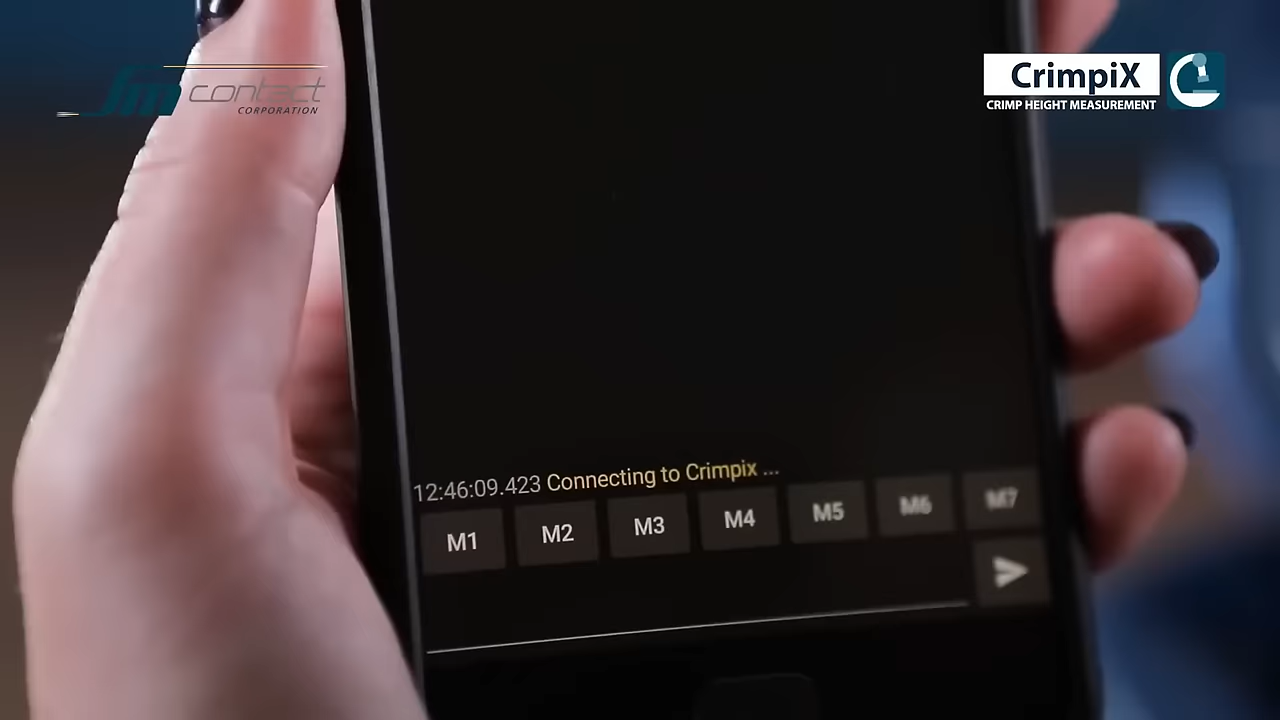 Jm contact
CORPORATION
CrimpiX
CRIMP HEIGHT MEASUREMENT
12:46:09.423 Connecting to Crimpix ...
M1 M2 M3 M4 M5 M6 M7